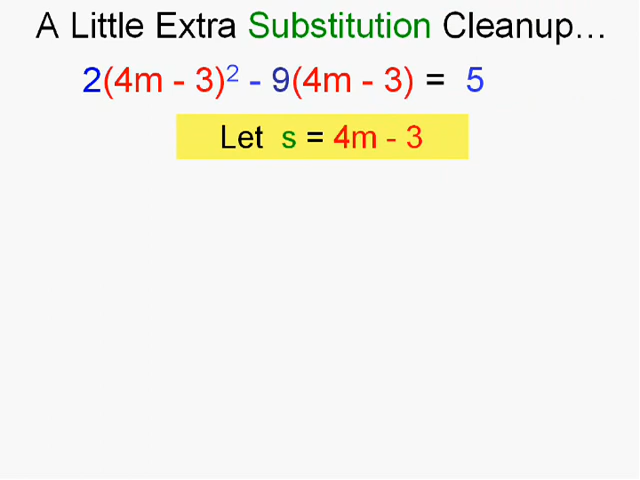 A Little Extra Substitution Cleanup...
2(4m - 3)² - 9(4m - 3) = 5
Let s = 4m - 3